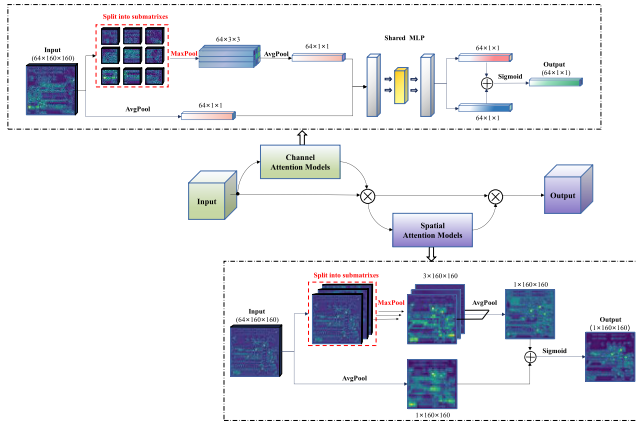 Split into submatrixes
Input
(64×160×160)
MaxPool
64×3×3
AvgPool
64×1×1
AvgPool
64×1×1
Shared MLP
64×1×1
64×1×1
Sigmoid
Output
(64×1×1)
Channel
Attention Models
Input
Spatial
Attention Models
Output
Split into submatrixes
Input
(64×160×160)
MaxPool
3×160×160
AvgPool
1×160×160
AvgPool
1×160×160
Sigmoid
Output
(1×160×160)